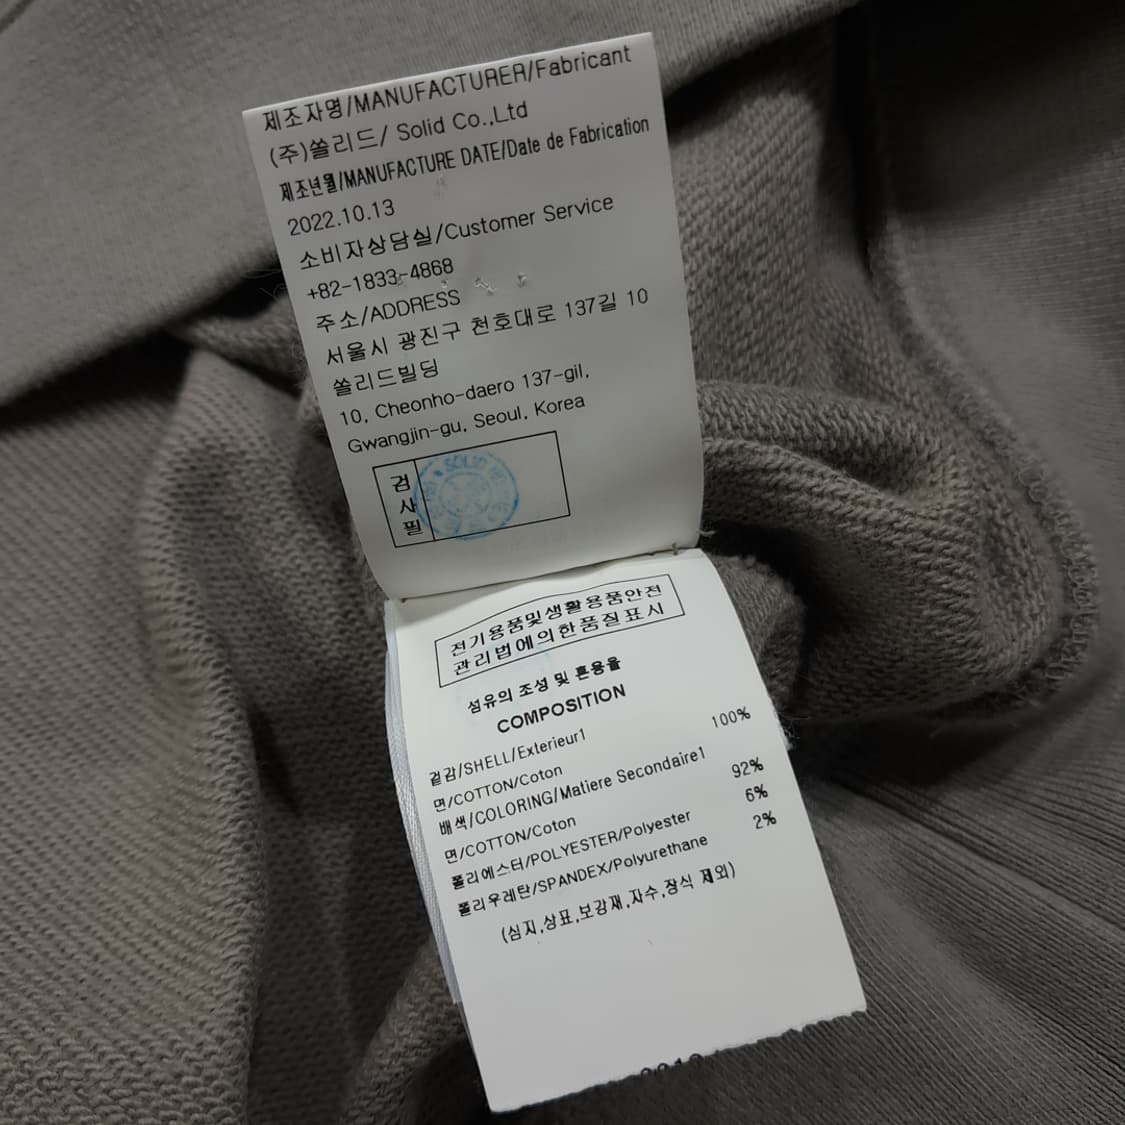 제조자명/MANUFACTURER/Fabricant
(주)쏠리드/ Solid Co.,Ltd
제조년월/MANUFACTURE DATE/Date de Fabrication
2022.10.13
소비자상담실/Customer Service
+82-1833-4868
주소/ADDRESS
서울시 광진구 천호대로 137길 10
쏠리드빌딩
10, Cheonho-daero 137-gil,
Gwangjin-gu, Seoul, Korea
검사필
SOLID
전기용품및생활용품안전
관리법에의한품질표시
섬유의 조성 및 혼용율
COMPOSITION
겉감/SHELL/Exterieur1
면/COTTON/Coton 100%
배색/COLORING/Matiere Secondaire1
면/COTTON/Coton 92%
폴리에스터/POLYESTER/Polyester 6%
폴리우레탄/SPANDEX/Polyurethane 2%
(심지,상표,보강재,자수,장식 제외)